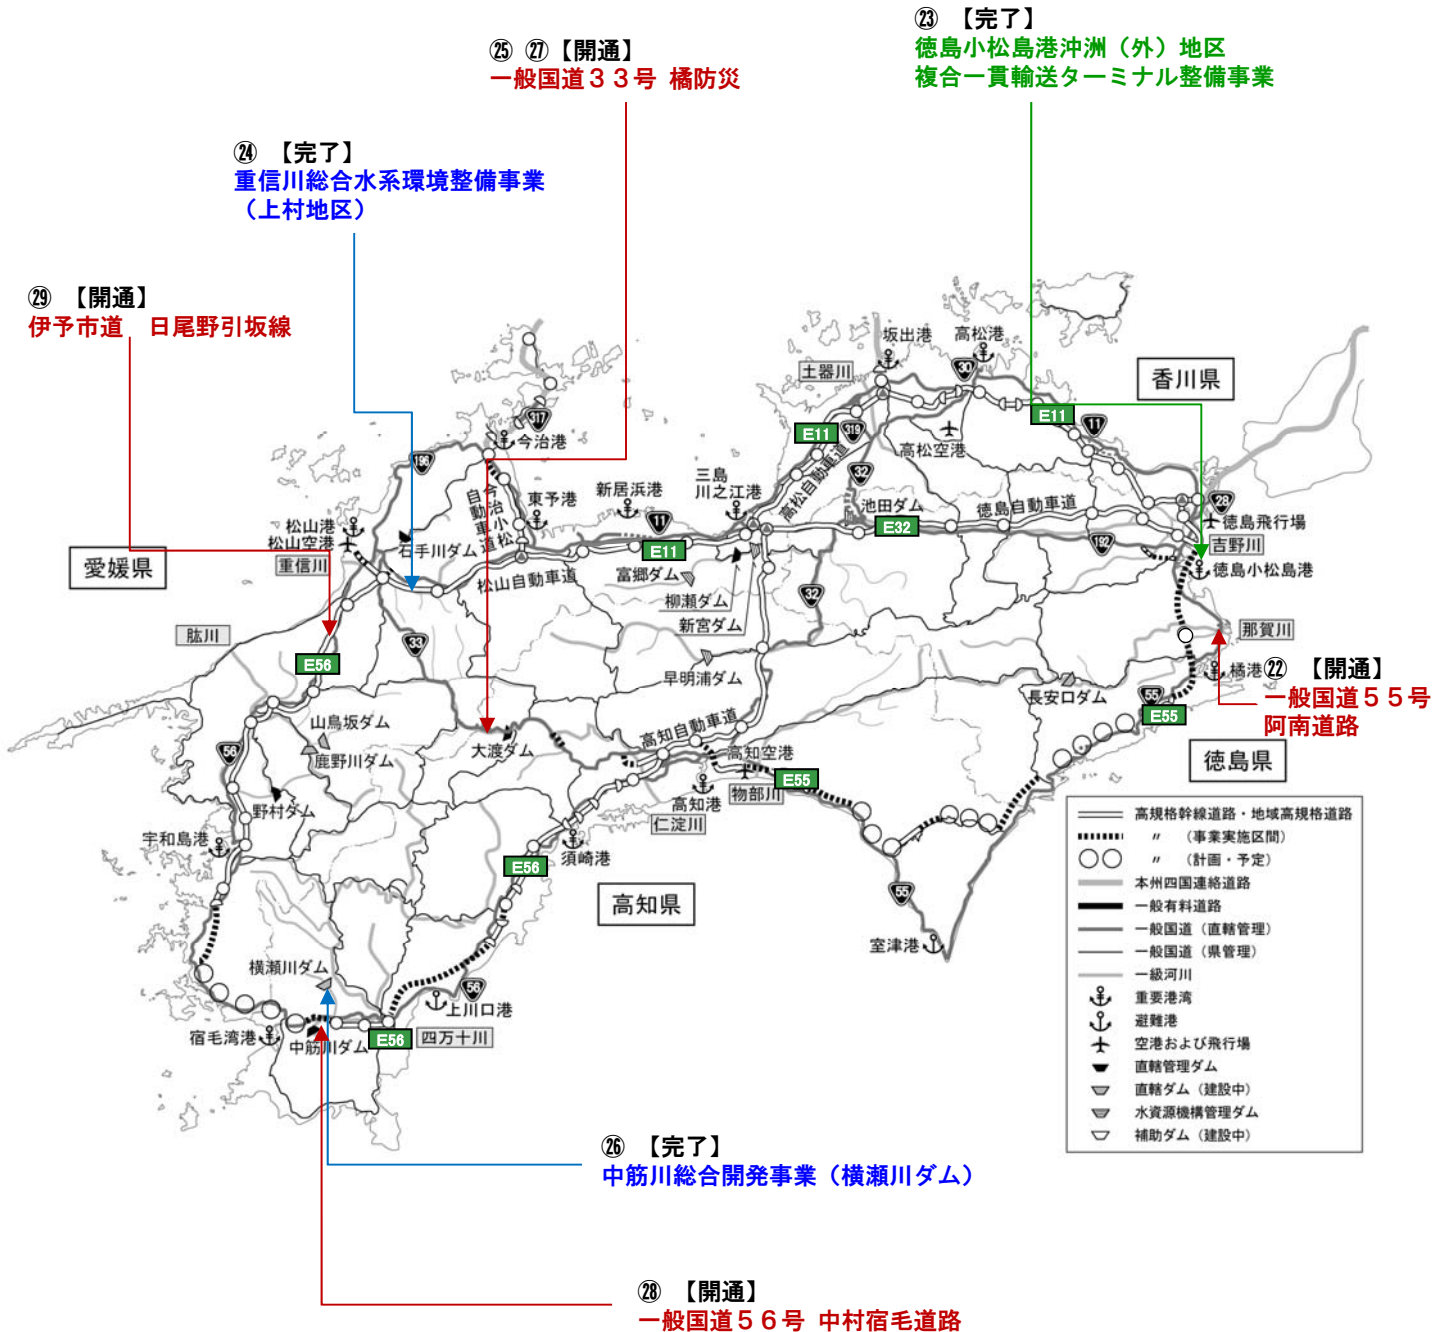 ㉓ 【完了】
徳島小松島港沖洲（外）地区
複合一貫輸送ターミナル整備事業
㉕ ㉗【開通】
一般国道３３号 橘防災
㉔ 【完了】
重信川総合水系環境整備事業
（上村地区）
㉙ 【開通】
伊予市道 日尾野引坂線
坂出港
高松港
土器川
30
香川県
317
E11
319
E11
11
今治港
高松空港
196
高松自動車道
三島
川之江港
新居浜港
東予港
今治小松
自動車道
32
池田ダム
徳島自動車道
28
松山港
松山空港
石手川ダム
11
E11
E32
192
徳島飛行場
吉野川
愛媛県
重信川
松山自動車道
富郷ダム
柳瀬ダム
新宮ダム
32
徳島小松島港
肱川
33
E56
早明浦ダム
那賀川
橘港
㉒ 【開通】
一般国道５５号
阿南道路
長安口ダム
55
E55
山鳥坂ダム
鹿野川ダム
大渡ダム
高知自動車道
高知空港
徳島県
56
野村ダム
高知港
物部川
E55
仁淀川
宇和島港
須崎港
E56
高知県
55
室津港
横瀬川ダム
56
上川口港
宿毛湾港
中筋川ダム
E56
四万十川
高規格幹線道路・地域高規格道路
〃 （事業実施区間）
〃 （計画・予定）
本州四国連絡道路
一般有料道路
一般国道（直轄管理）
一般国道（県管理）
一級河川
重要港湾
避難港
空港および飛行場
直轄管理ダム
直轄ダム（建設中）
水資源機構管理ダム
補助ダム（建設中）
㉖ 【完了】
中筋川総合開発事業（横瀬川ダム）
㉘ 【開通】
一般国道５６号 中村宿毛道路